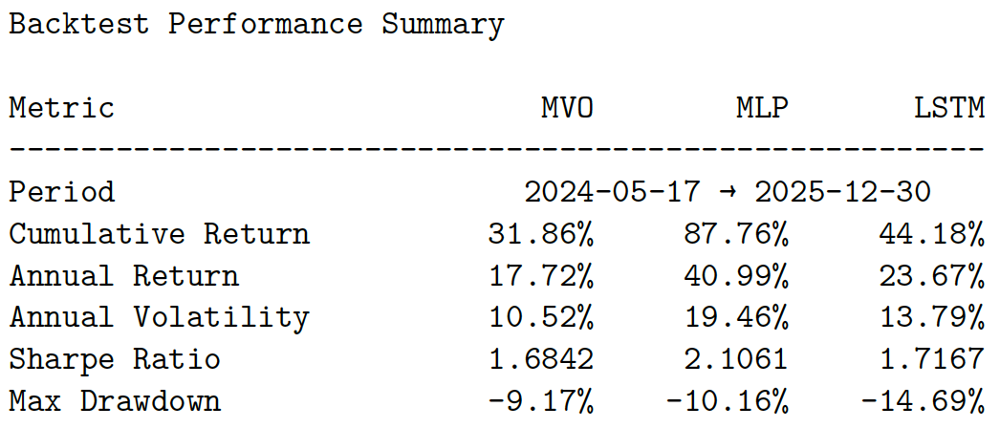 Backtest Performance Summary
Metric MVO MLP LSTM
-------------------------------------------------------
Period 2024-05-17 → 2025-12-30
Cumulative Return 31.86% 87.76% 44.18%
Annual Return 17.72% 40.99% 23.67%
Annual Volatility 10.52% 19.46% 13.79%
Sharpe Ratio 1.6842 2.1061 1.7167
Max Drawdown -9.17% -10.16% -14.69%